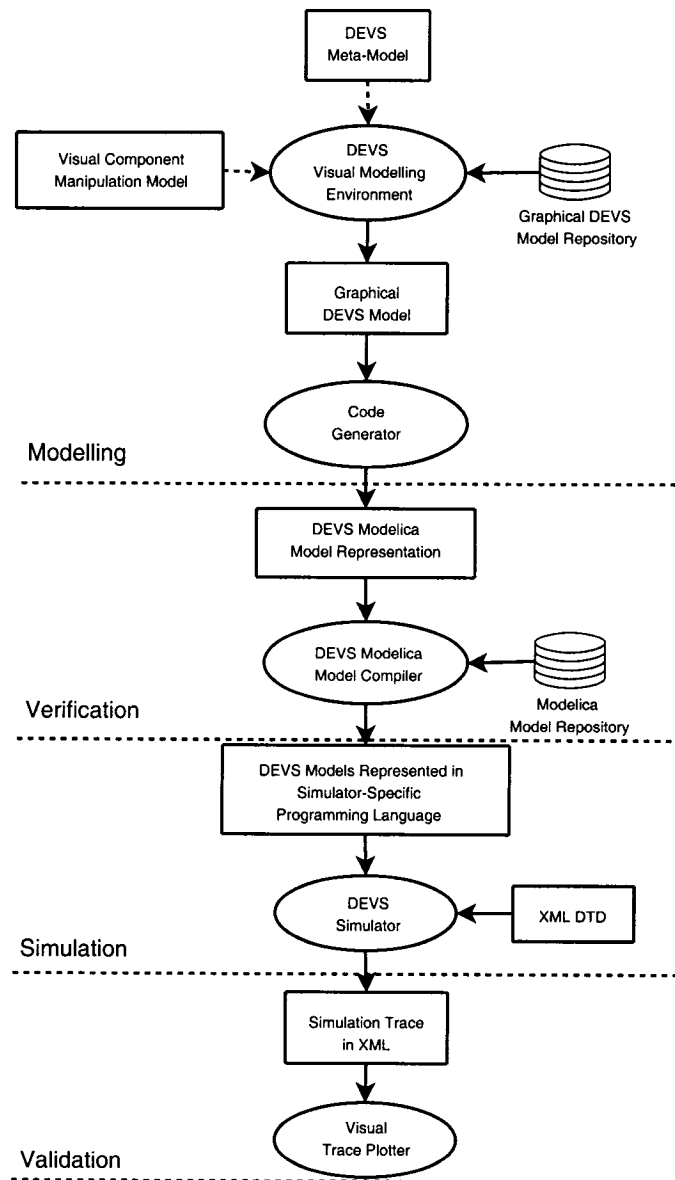 DEVS
Meta-Model
Visual Component
Manipulation Model
DEVS
Visual Modelling
Environment
Graphical DEVS
Model Repository
Graphical
DEVS Model
Code
Generator
Modelling
DEVS Modelica
Model Representation
DEVS Modelica
Model Compiler
Modelica
Model Repository
Verification
DEVS Models Represented in
Simulator-Specific
Programming Language
DEVS
Simulator
XML DTD
Simulation
Simulation Trace
in XML
Visual
Trace Plotter
Validation